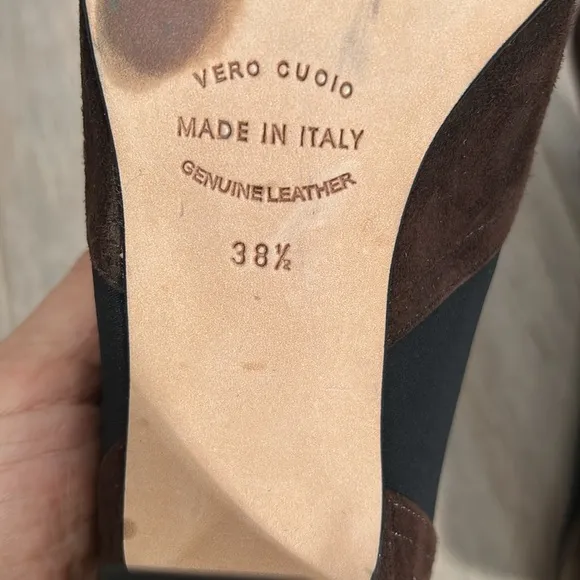 VERO CUOIO
MADE IN ITALY
GENUINE LEATHER
38½